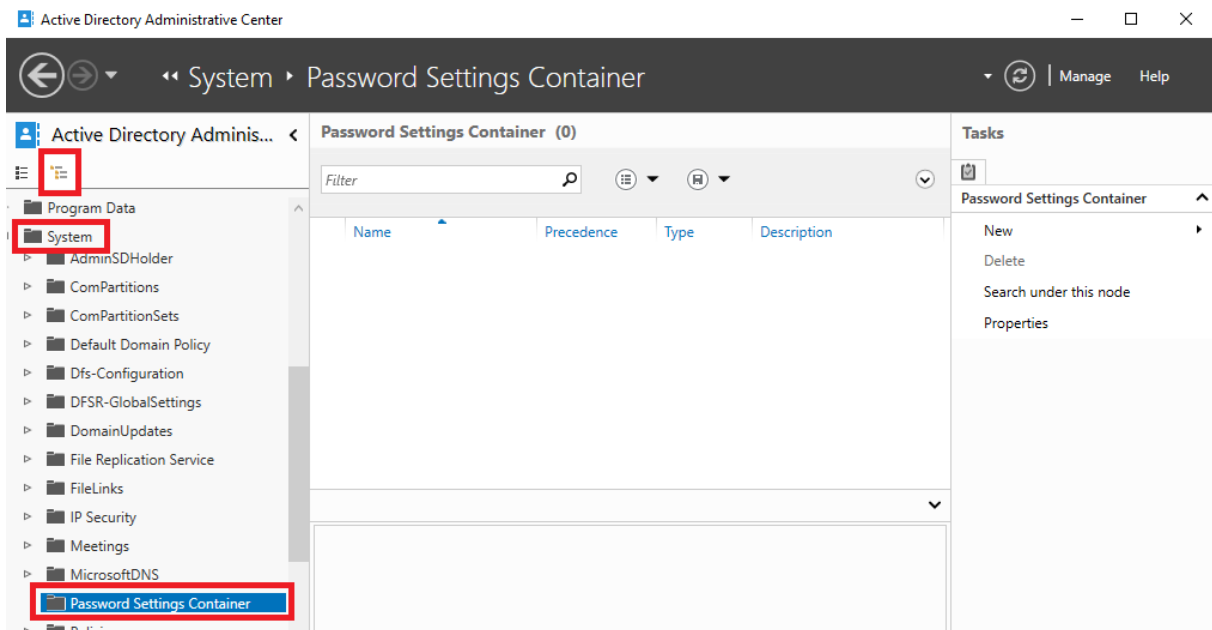 Active Directory Administrative Center
System
Password Settings Container
Manage
Help
Active Directory Adminis...
Program Data
System
AdminSDHolder
ComPartitions
ComPartitionSets
Default Domain Policy
Dfs-Configuration
DFSR-GlobalSettings
DomainUpdates
File Replication Service
FileLinks
IP Security
Meetings
MicrosoftDNS
Password Settings Container
Password Settings Container (0)
Filter
Name Precedence Type Description
Tasks
Password Settings Container
New
Delete
Search under this node
Properties